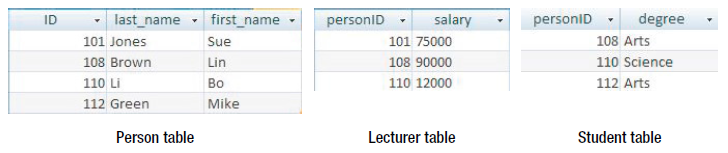 ID last_name first_name
101 Jones Sue
108 Brown Lin
110 Li Bo
112 Green Mike
Person table
personID salary
101 75000
108 90000
110 12000
Lecturer table
personID degree
108 Arts
110 Science
112 Arts
Student table